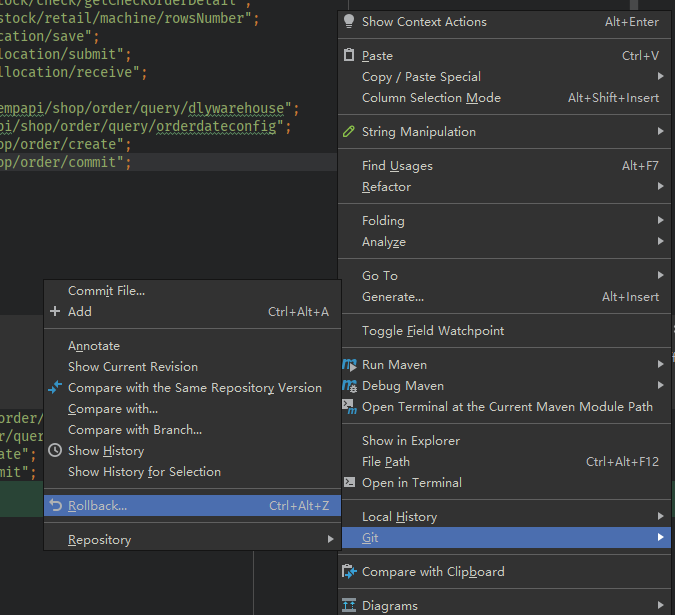 stock/check/getCheckOrderDetail";
stock/retail/machine/rowsNumber";
cation/save";
location/submit";
llocation/receive";
empapi/shop/order/query/dlywarehouse";
pi/shop/order/query/orderdateconfig";
op/order/create";
op/order/commit";
Show Context Actions Alt+Enter
Paste Ctrl+V
Copy / Paste Special
Column Selection Mode Alt+Shift+Insert
String Manipulation
Find Usages Alt+F7
Refactor
Folding
Analyze
Go To
Generate... Alt+Insert
Toggle Field Watchpoint
Run Maven
Debug Maven
Open Terminal at the Current Maven Module Path
Show in Explorer
File Path Ctrl+Alt+F12
Open in Terminal
Local History
Git
Compare with Clipboard
Diagrams
Commit File...
Add Ctrl+Alt+A
Annotate
Show Current Revision
Compare with the Same Repository Version
Compare with...
Compare with Branch...
Show History
Show History for Selection
Rollback... Ctrl+Alt+Z
Repository
order/
r/quer
ate";
mit";